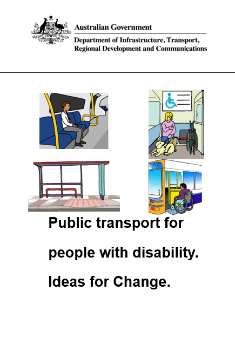 Australian Government
Department of Infrastructure, Transport,
Regional Development and Communications
Public transport for
people with disability.
Ideas for Change.